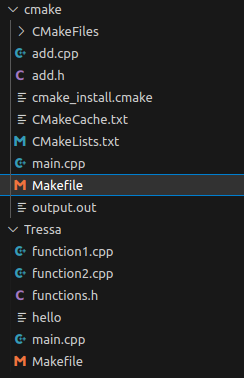 cmake
CMakeFiles
add.cpp
add.h
cmake_install.cmake
CMakeCache.txt
CMakeLists.txt
main.cpp
Makefile
output.out
Tressa
function1.cpp
function2.cpp
functions.h
hello
main.cpp
Makefile